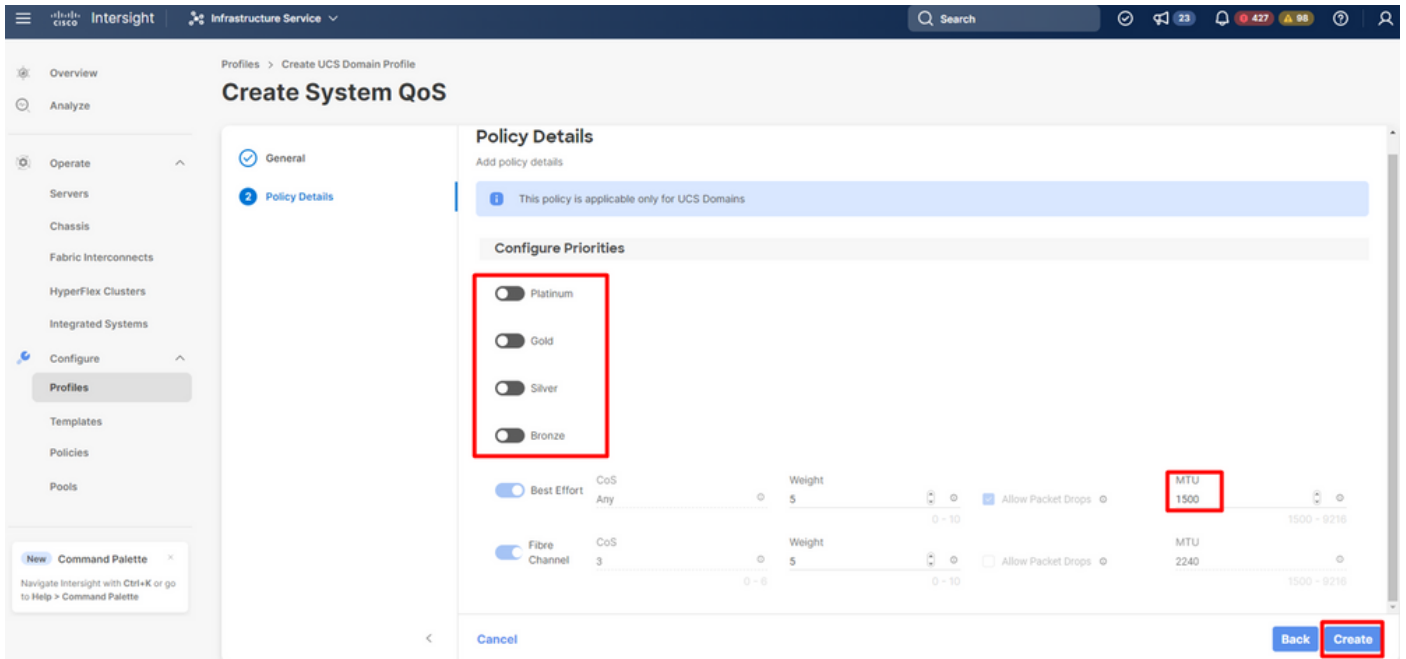 cisco Intersight
Infrastructure Service
Search
23
427
98
Overview
Analyze
Operate
Servers
Chassis
Fabric Interconnects
HyperFlex Clusters
Integrated Systems
Configure
Profiles
Templates
Policies
Pools
New Command Palette ×
Navigate Intersight with Ctrl+K or go
to Help > Command Palette
Profiles > Create UCS Domain Profile
Create System QoS
General
2 Policy Details
Policy Details
Add policy details
This policy is applicable only for UCS Domains
Configure Priorities
Platinum
Gold
Silver
Bronze
Best Effort
CoS
Any
Weight
5
0 - 10
Allow Packet Drops
MTU
1500
1500 - 9216
Fibre
Channel
CoS
3
0 - 6
Weight
5
0 - 10
Allow Packet Drops
MTU
2240
1500 - 9216
Cancel
Back
Create